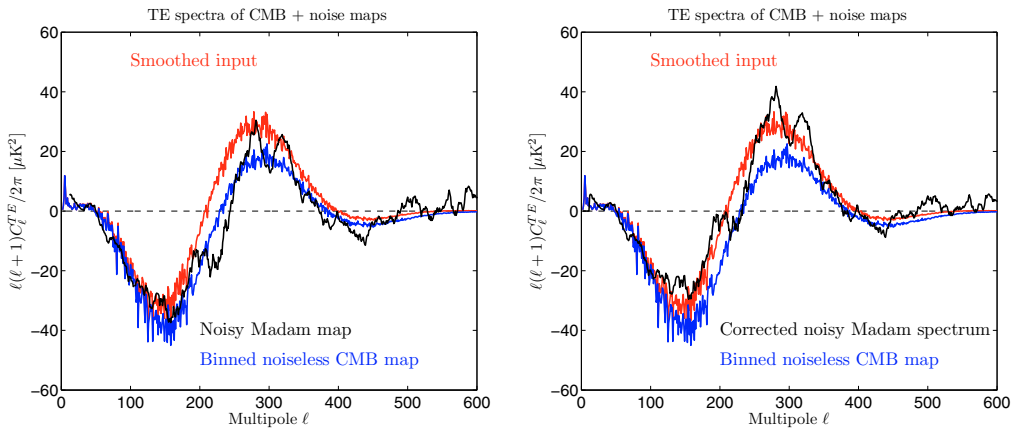 TE spectra of CMB + noise maps
60
40
20
0
−20
−40
−60
ℓ(ℓ + 1)C_ℓ^{TE}/2π [μK²]
Smoothed input
Noisy Madam map
Binned noiseless CMB map
0 100 200 300 400 500 600
Multipole ℓ
TE spectra of CMB + noise maps
60
40
20
0
−20
−40
−60
ℓ(ℓ + 1)C_ℓ^{TE}/2π [μK²]
Smoothed input
Corrected noisy Madam spectrum
Binned noiseless CMB map
0 100 200 300 400 500 600
Multipole ℓ